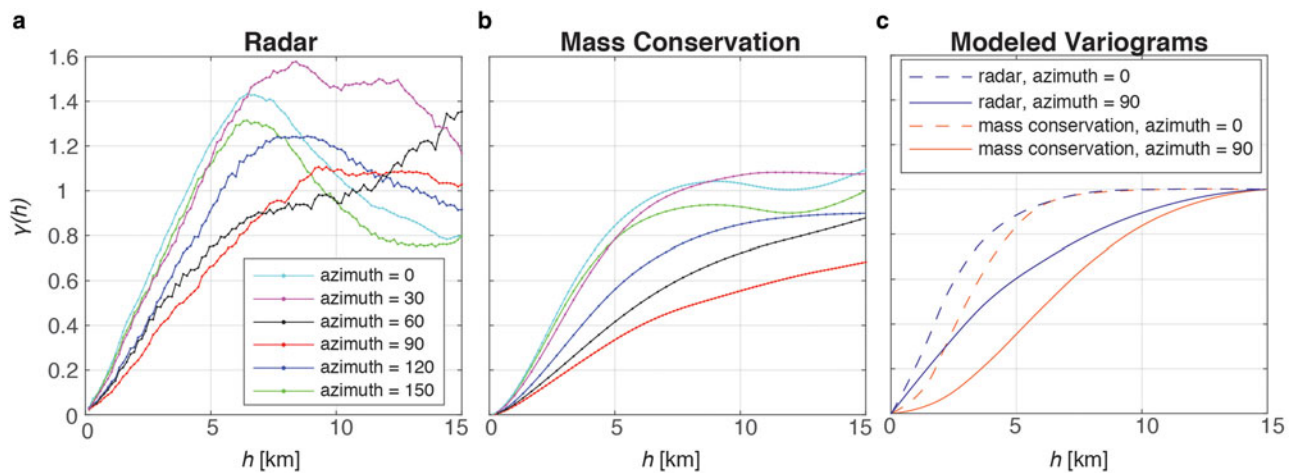 a
Radar
γ(h)
1.6
1.4
1.2
1
0.8
0.6
0.4
0.2
0
azimuth = 0
azimuth = 30
azimuth = 60
azimuth = 90
azimuth = 120
azimuth = 150
0 5 10 15
h [km]
b
Mass Conservation
0 5 10 15
h [km]
c
Modeled Variograms
radar, azimuth = 0
radar, azimuth = 90
mass conservation, azimuth = 0
mass conservation, azimuth = 90
0 5 10 15
h [km]